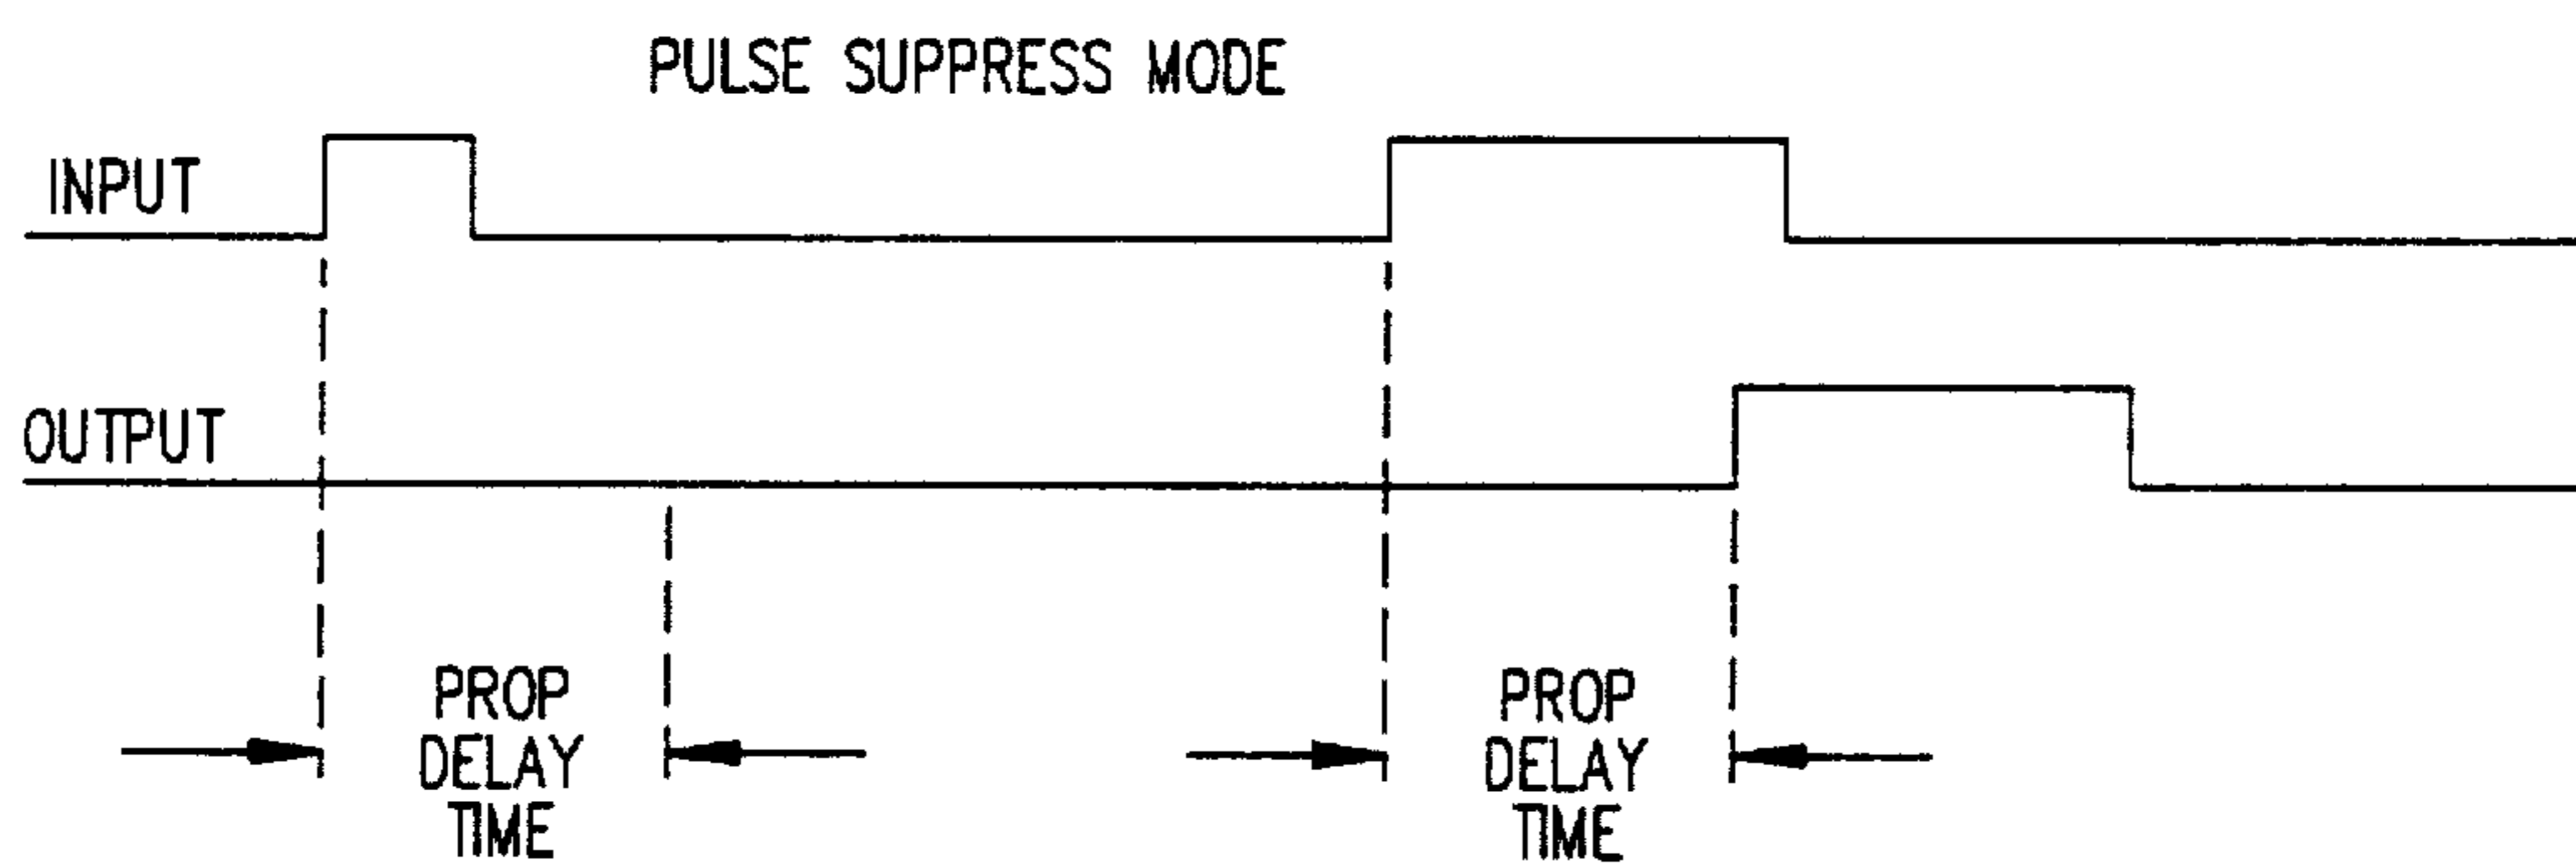 PULSE SUPPRESS MODE
INPUT
OUTPUT
PROP
DELAY
TIME
PROP
DELAY
TIME